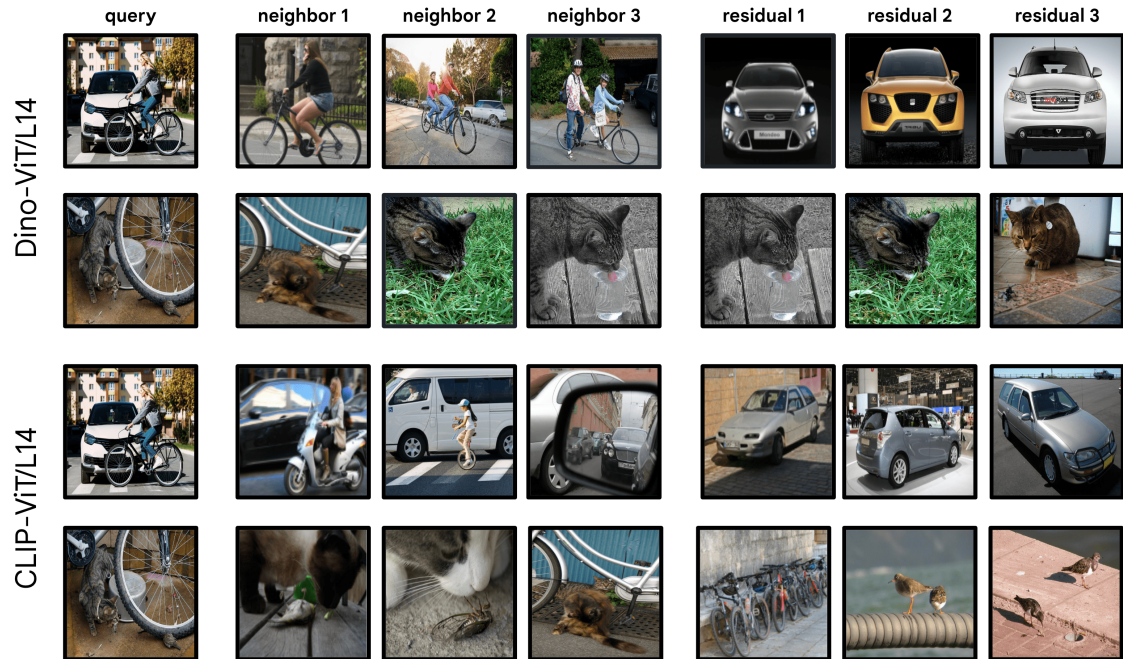 query neighbor 1 neighbor 2 neighbor 3 residual 1 residual 2 residual 3
Dino-ViT/L14
CLIP-ViT/L14